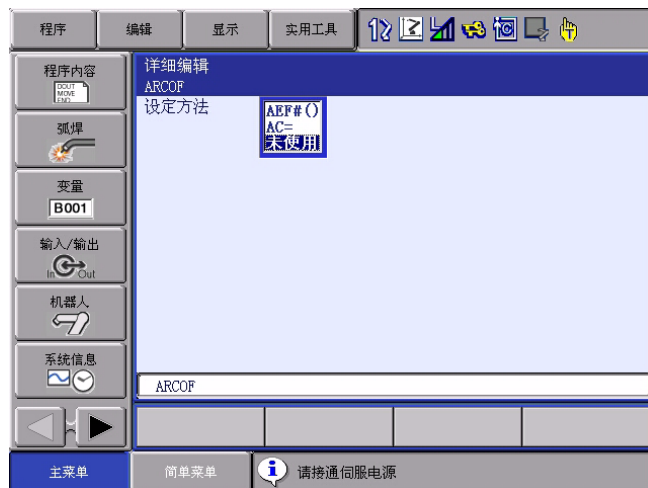 程序
编辑
显示
实用工具
程序内容
DOUT
MOVE
END
弧焊
变量
B001
输入/输出
In Out
机器人
系统信息
详细编辑
ARCOF
设定方法
AEF#()
AC=
未使用
ARCOF
主菜单
简单菜单
请接通伺服电源